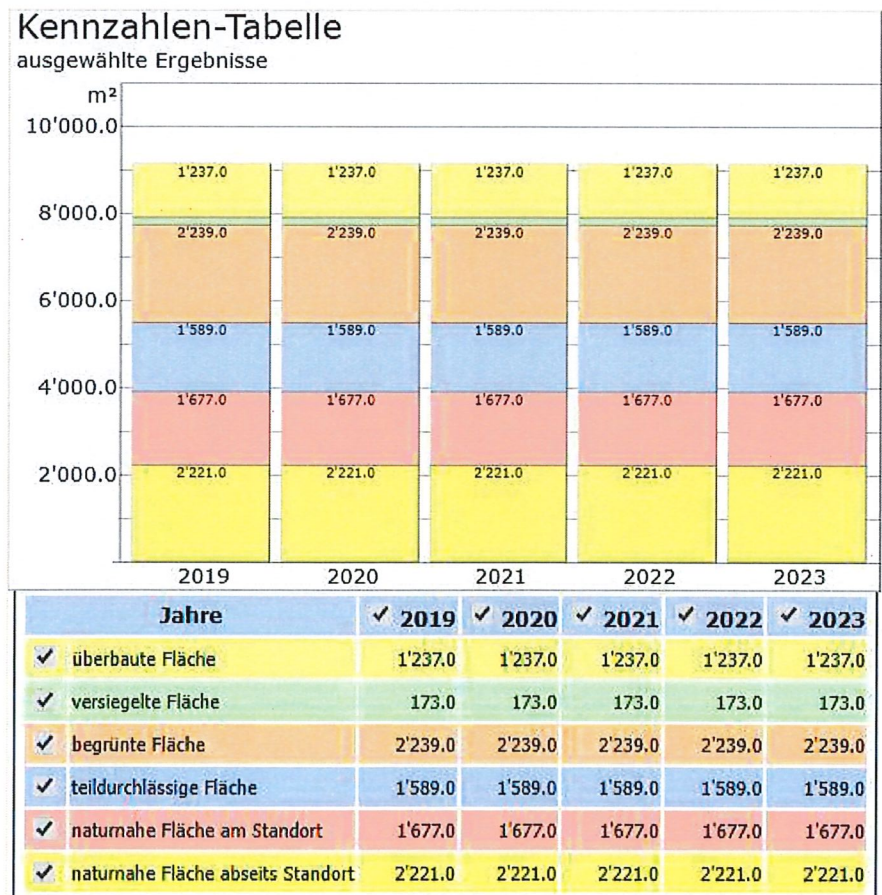 Kennzahlen-Tabelle
ausgewählte Ergebnisse
m²
10'000.0
1'237.0 1'237.0 1'237.0 1'237.0 1'237.0
8'000.0
2'239.0 2'239.0 2'239.0 2'239.0 2'239.0
6'000.0
1'589.0 1'589.0 1'589.0 1'589.0 1'589.0
4'000.0
1'677.0 1'677.0 1'677.0 1'677.0 1'677.0
2'000.0
2'221.0 2'221.0 2'221.0 2'221.0 2'221.0
2019 2020 2021 2022 2023
Jahre 2019 2020 2021 2022 2023
überbaute Fläche 1'237.0 1'237.0 1'237.0 1'237.0 1'237.0
versiegelte Fläche 173.0 173.0 173.0 173.0 173.0
begrünte Fläche 2'239.0 2'239.0 2'239.0 2'239.0 2'239.0
teildurchlässige Fläche 1'589.0 1'589.0 1'589.0 1'589.0 1'589.0
naturnahe Fläche am Standort 1'677.0 1'677.0 1'677.0 1'677.0 1'677.0
naturnahe Fläche abseits Standort 2'221.0 2'221.0 2'221.0 2'221.0 2'221.0